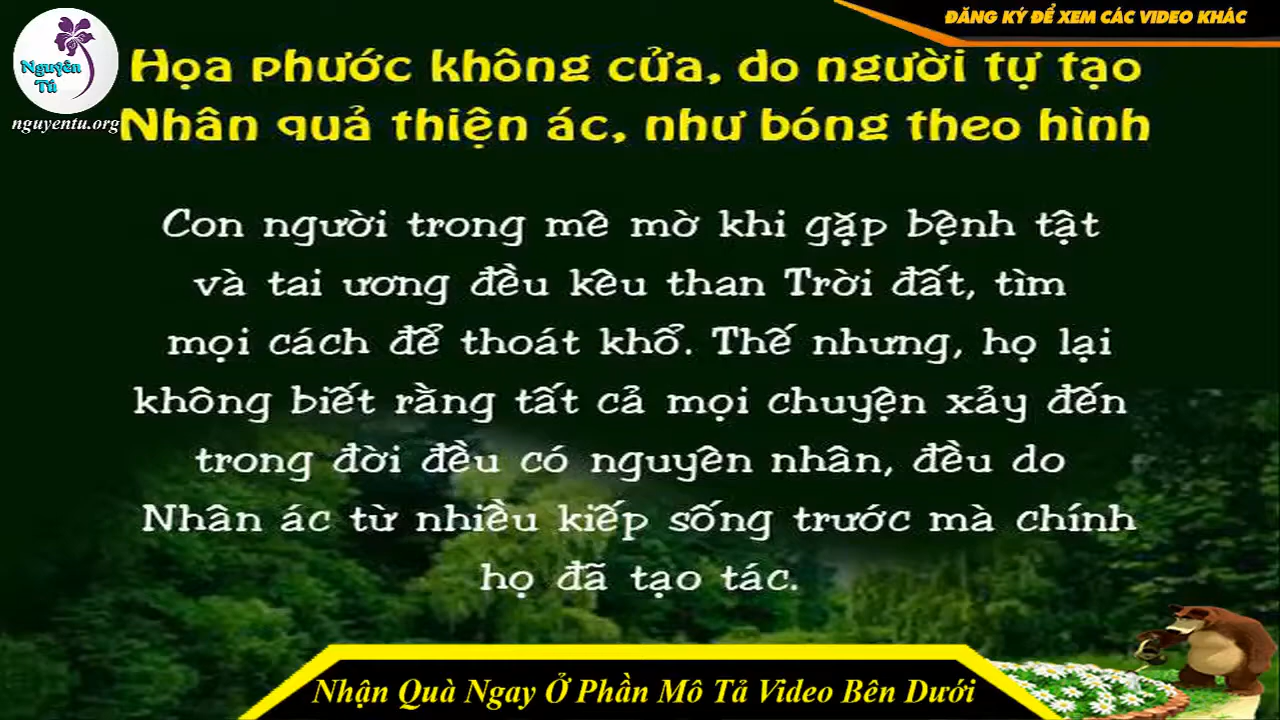 ĐĂNG KÝ ĐỂ XEM CÁC VIDEO KHÁC
Nguyên
Tú
nguyentu.org
Họa phước không cửa, do người tự tạo
Nhân quả thiện ác, như bóng theo hình
Con người trong mê mờ khi gặp bệnh tật
và tai ương đều kêu than Trời đất, tìm
mọi cách để thoát khổ. Thế nhưng, họ lại
không biết rằng tất cả mọi chuyện xảy đến
trong đời đều có nguyên nhân, đều do
Nhân ác từ nhiều kiếp sống trước mà chính
họ đã tạo tác.
Nhận Quà Ngay Ở Phần Mô Tả Video Bên Dưới